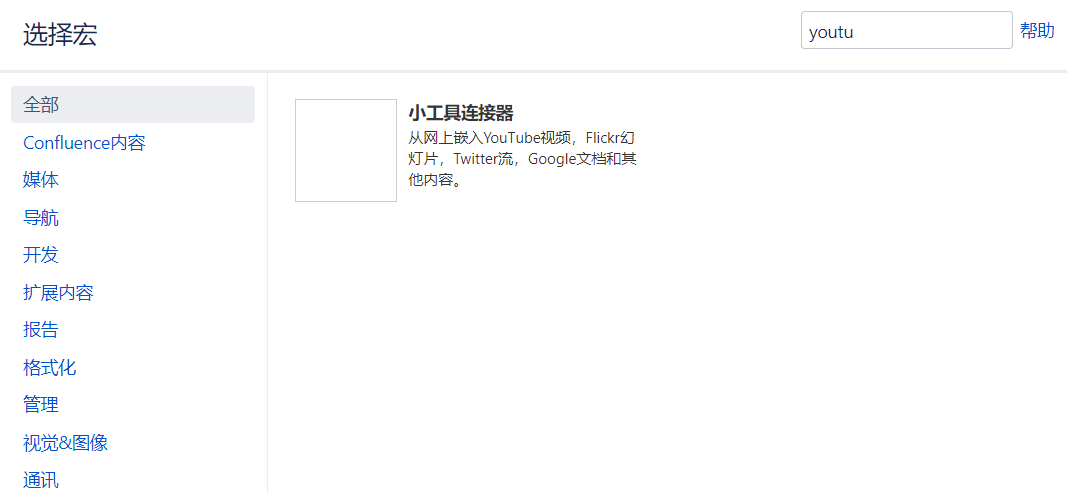 选择宏
youtu
帮助
全部
Confluence内容
媒体
导航
开发
扩展内容
报告
格式化
管理
视觉&图像
通讯
小工具连接器
从网上嵌入YouTube视频，Flickr幻
灯片，Twitter流，Google文档和其
他内容。